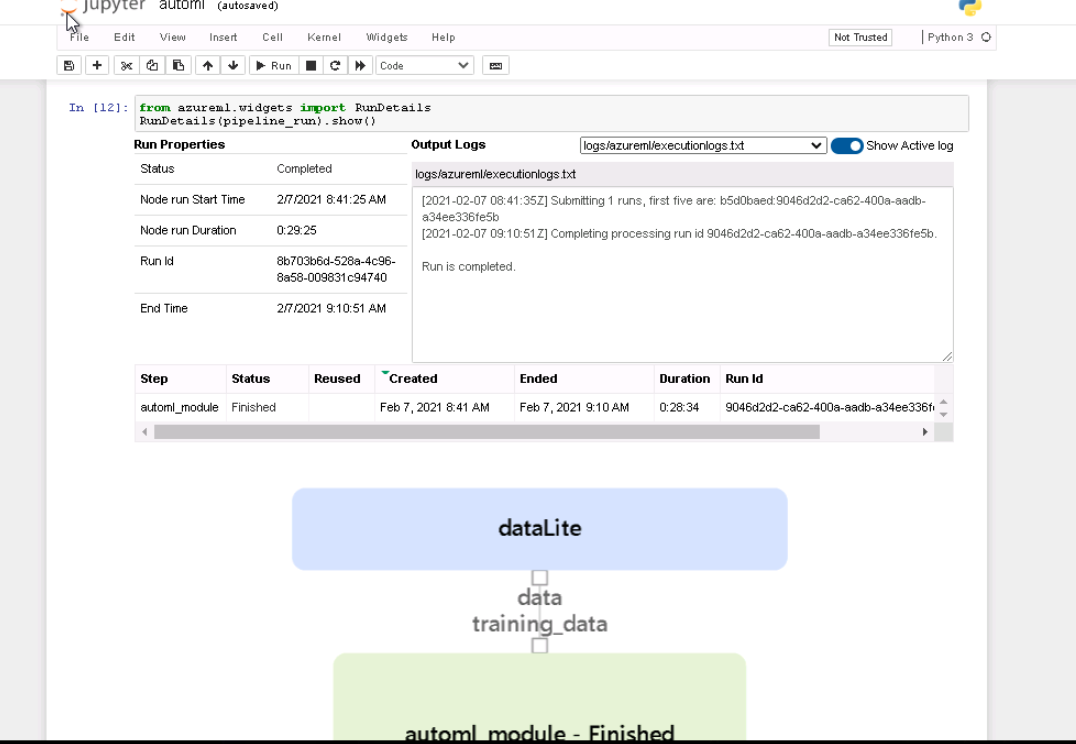 Jupyter automl (autosaved)
File Edit View Insert Cell Kernel Widgets Help Not Trusted Python 3
Run Code
In [12]: from azureml.widgets import RunDetails
RunDetails(pipeline_run).show()
Run Properties
Status Completed
Node run Start Time 2/7/2021 8:41:25 AM
Node run Duration 0:29:25
Run Id 8b703b6d-528a-4c96-
8a58-009831c94740
End Time 2/7/2021 9:10:51 AM
Output Logs logs/azureml/executionlogs.txt Show Active log
logs/azureml/executionlogs.txt
[2021-02-07 08:41:35Z] Submitting 1 runs, first five are: b5d0baed:9046d2d2-ca62-400a-aadb-
a34ee336fe5b
[2021-02-07 09:10:51Z] Completing processing run id 9046d2d2-ca62-400a-aadb-a34ee336fe5b.
Run is completed.
Step Status Reused Created Ended Duration Run Id
automl_module Finished Feb 7, 2021 8:41 AM Feb 7, 2021 9:10 AM 0:28:34 9046d2d2-ca62-400a-aadb-a34ee336f
dataLite
data
training_data
automl_module - Finished